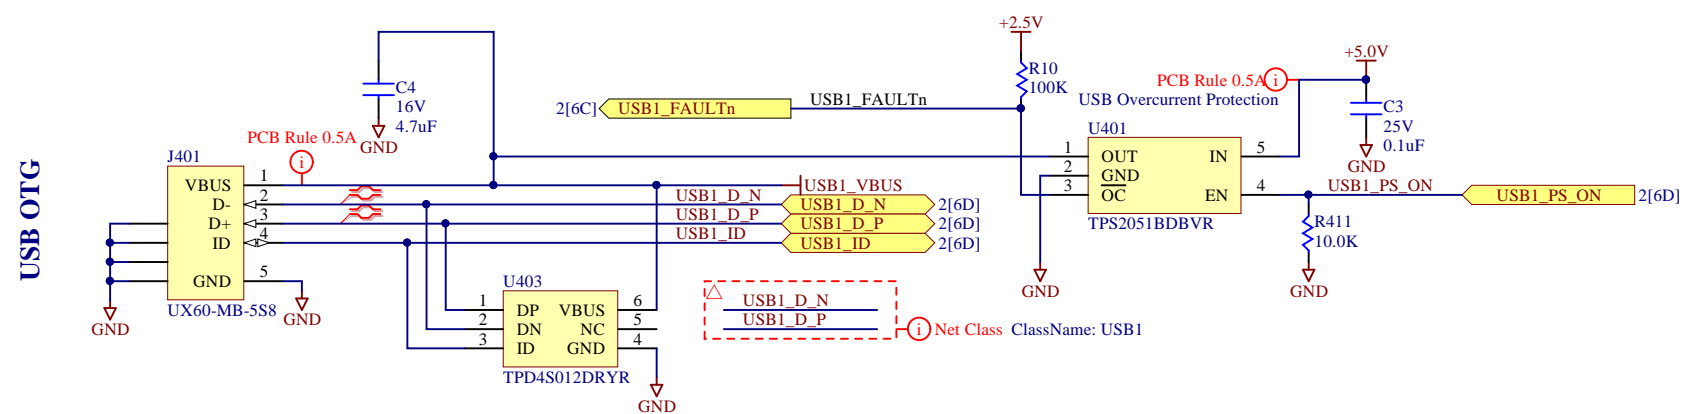 USB OTG
J401
VBUS
D-
D+
ID
GND
1
2
3
4
5
UX60-MB-5S8
GND
GND
PCB Rule 0.5A
i
C4
16V
4.7uF
GND
2[6C]
USB1_FAULTn
USB1_FAULTn
+2.5V
R10
100K
USB1_VBUS
USB1_D_N
USB1_D_N
2[6D]
USB1_D_P
USB1_D_P
2[6D]
USB1_ID
USB1_ID
2[6D]
U403
1
2
3
DP
DN
ID
VBUS
NC
GND
6
5
4
TPD4S012DRYR
GND
USB1_D_N
USB1_D_P
i
Net Class
ClassName: USB1
PCB Rule 0.5A
i
USB Overcurrent Protection
+5.0V
C3
25V
0.1uF
GND
U401
1
2
3
OUT
GND
OC
IN
EN
5
4
TPS2051BDBVR
GND
USB1_PS_ON
USB1_PS_ON
2[6D]
R411
10.0K
GND